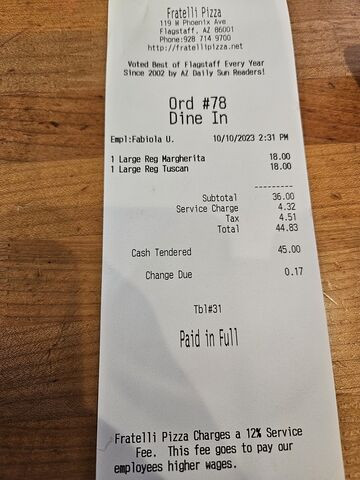 Fratelli Pizza
119 W Phoenix Ave
Flagstaff, AZ 86001
Phone:928 714 9700
http://fratellipizza.net
Voted Best of Flagstaff Every Year
Since 2002 by AZ Daily Sun Readers!
Ord #78
Dine In
Empl:Fabiola U. 10/10/2023 2:31 PM
1 Large Reg Margherita 18.00
1 Large Reg Tuscan 18.00
---------
Subtotal 36.00
Service Charge 4.32
Tax 4.51
Total 44.83
Cash Tendered 45.00
Change Due 0.17
Tbl#31
Paid in Full
Fratelli Pizza Charges a 12% Service
Fee. This fee goes to pay our
employees higher wages.